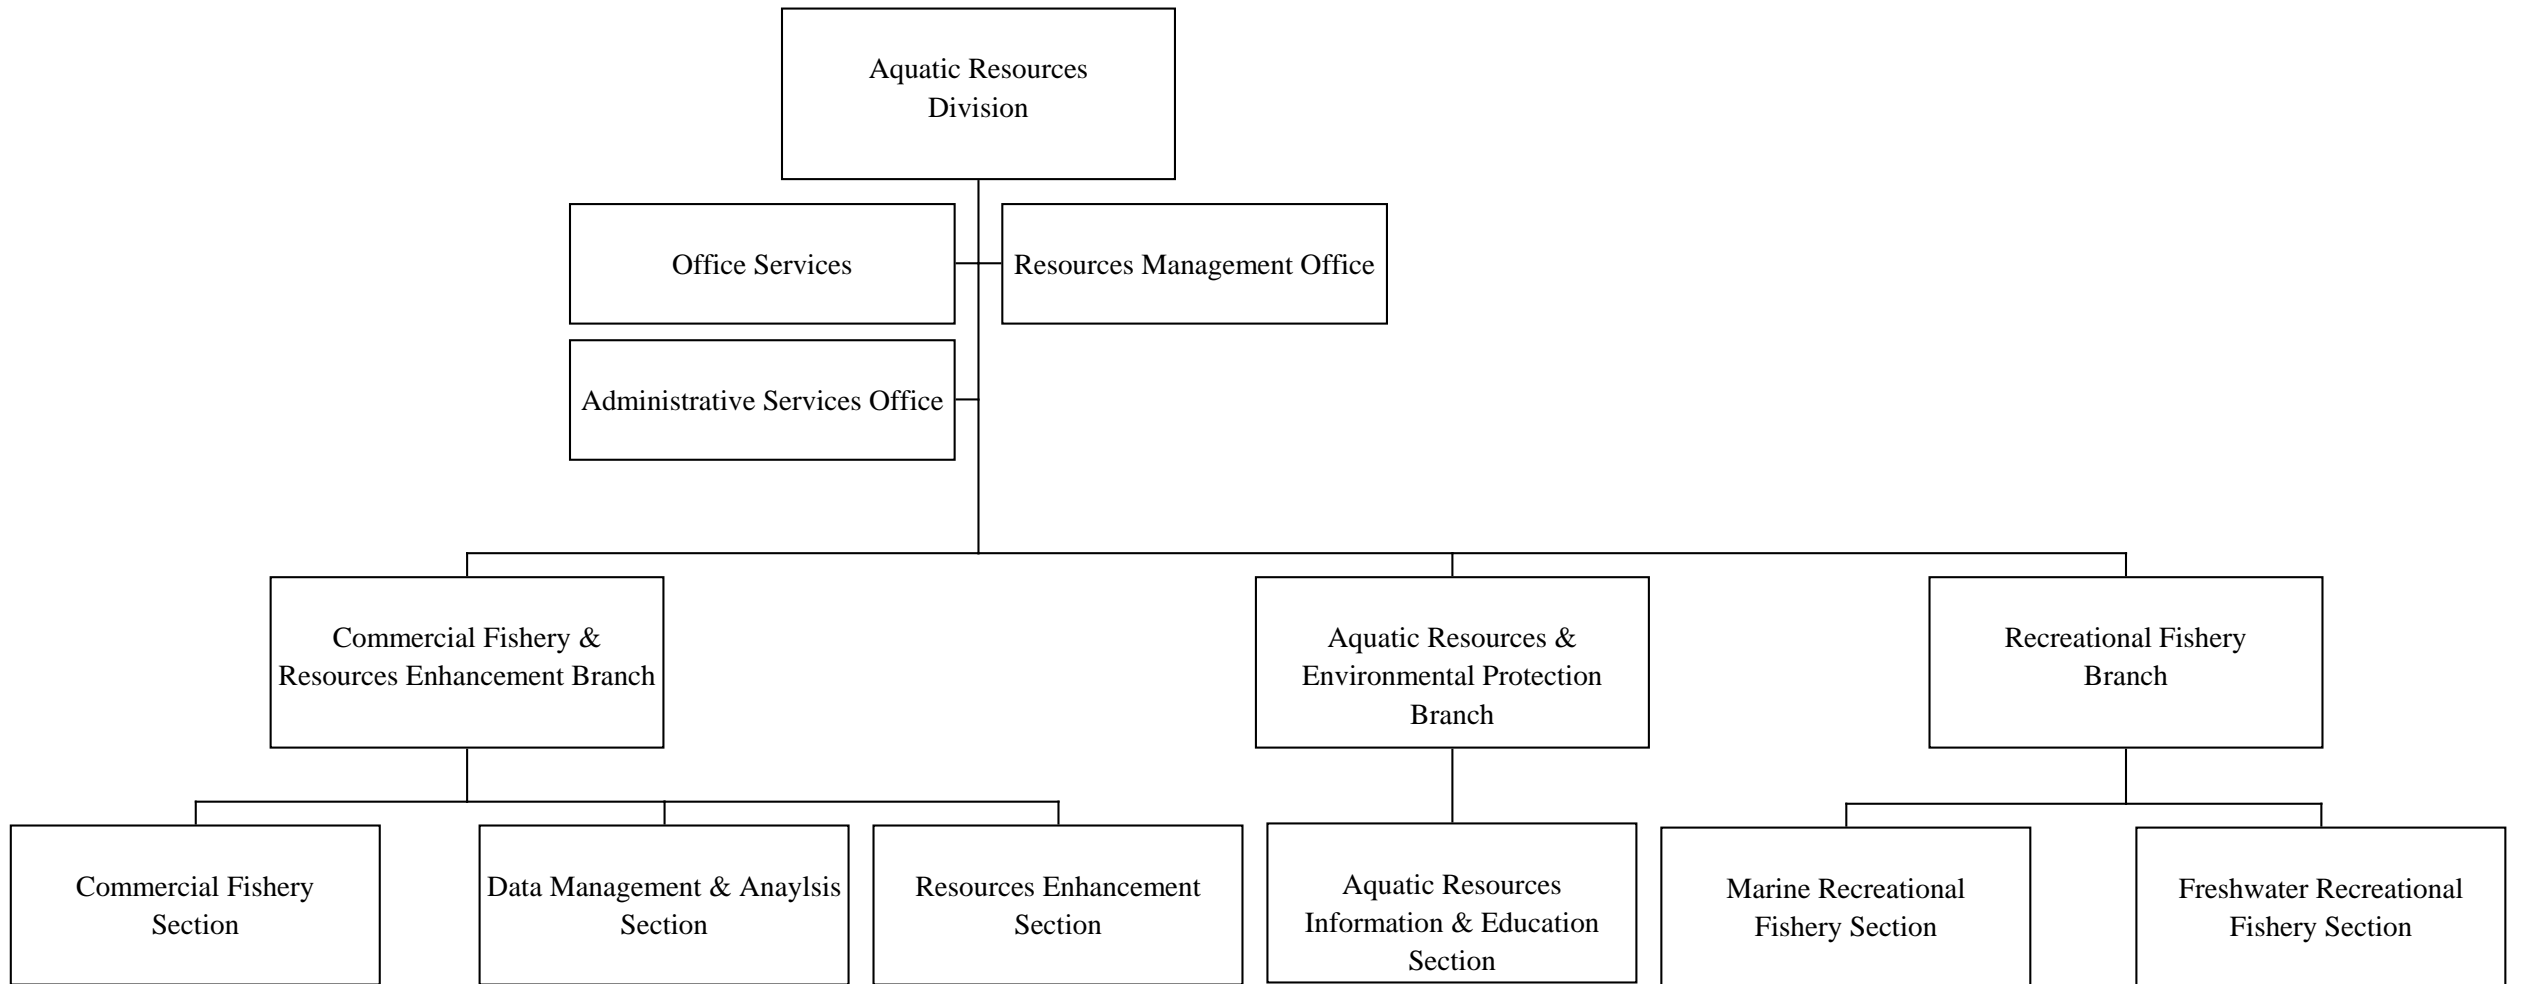 Aquatic Resources
Division
Office Services
Resources Management Office
Administrative Services Office
Commercial Fishery &
Resources Enhancement Branch
Aquatic Resources &
Environmental Protection
Branch
Recreational Fishery
Branch
Commercial Fishery
Section
Data Management & Anaylsis
Section
Resources Enhancement
Section
Aquatic Resources
Information & Education
Section
Marine Recreational
Fishery Section
Freshwater Recreational
Fishery Section